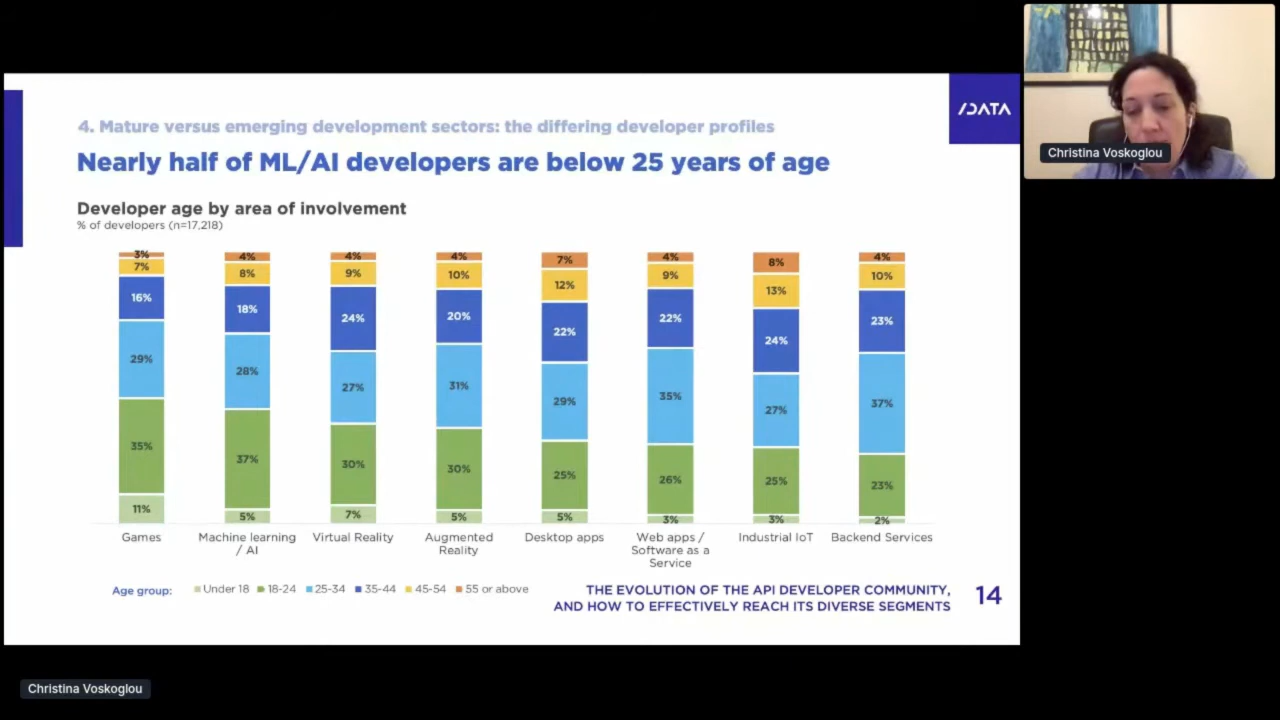 /DATA
4. Mature versus emerging development sectors: the differing developer profiles
Nearly half of ML/AI developers are below 25 years of age
Developer age by area of involvement
% of developers (n=17,218)
3% 4% 4% 4% 7% 4% 8% 4%
7% 8% 9% 10% 12% 9% 13% 10%
16% 18% 24% 20% 22% 22% 24% 23%
29% 28% 27% 31% 29% 35% 27% 37%
35% 37% 30% 30% 25% 26% 25% 23%
11% 5% 7% 5% 5% 3% 3% 2%
Games
Machine learning
/ AI
Virtual Reality
Augmented
Reality
Desktop apps
Web apps /
Software as a
Service
Industrial IoT
Backend Services
Age group: Under 18 18-24 25-34 35-44 45-54 55 or above
THE EVOLUTION OF THE API DEVELOPER COMMUNITY,
AND HOW TO EFFECTIVELY REACH ITS DIVERSE SEGMENTS
14
Christina Voskoglou
Christina Voskoglou